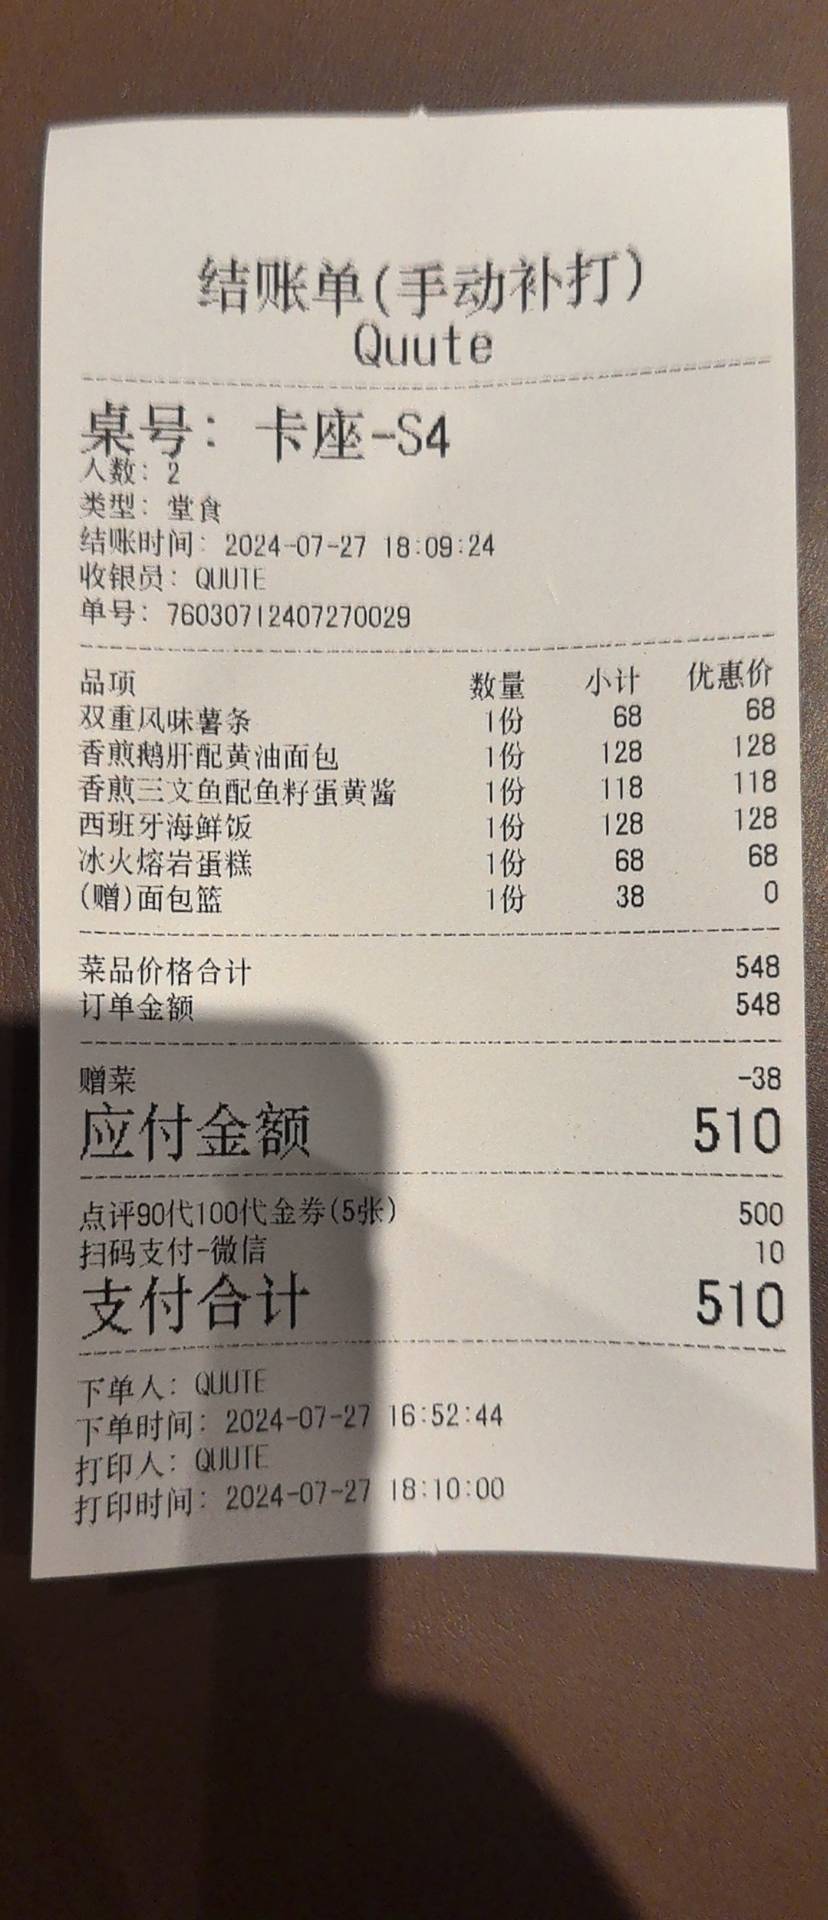 结账单(手动补打)
Quute
桌号: 卡座-S4
人数: 2
类型: 堂食
结账时间: 2024-07-27 18:09:24
收银员: QUUTE
单号: 76030712407270029
品项 数量 小计 优惠价
双重风味薯条 1份 68 68
香煎鹅肝配黄油面包 1份 128 128
香煎三文鱼配鱼籽蛋黄酱 1份 118 118
西班牙海鲜饭 1份 128 128
冰火熔岩蛋糕 1份 68 68
(赠)面包篮 1份 38 0
菜品价格合计 548
订单金额 548
赠菜 -38
应付金额 510
点评90代100代金券(5张) 500
扫码支付-微信 10
支付合计 510
下单人: QUUTE
下单时间: 2024-07-27 16:52:44
打印人: QUUTE
打印时间: 2024-07-27 18:10:00